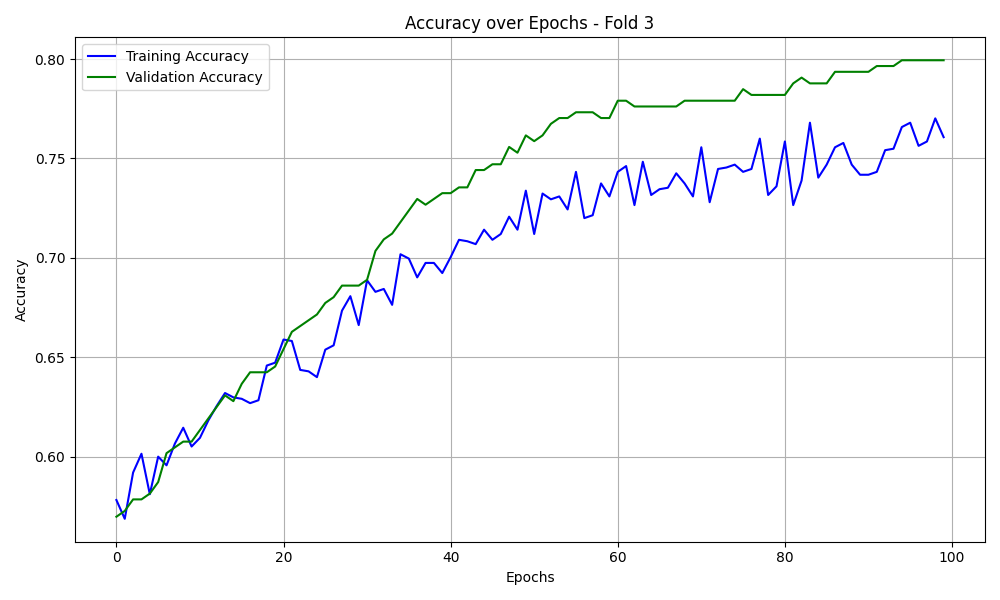 Accuracy over Epochs - Fold 3
Training Accuracy
Validation Accuracy
0.80
0.75
0.70
0.65
0.60
Accuracy
0 20 40 60 80 100
Epochs